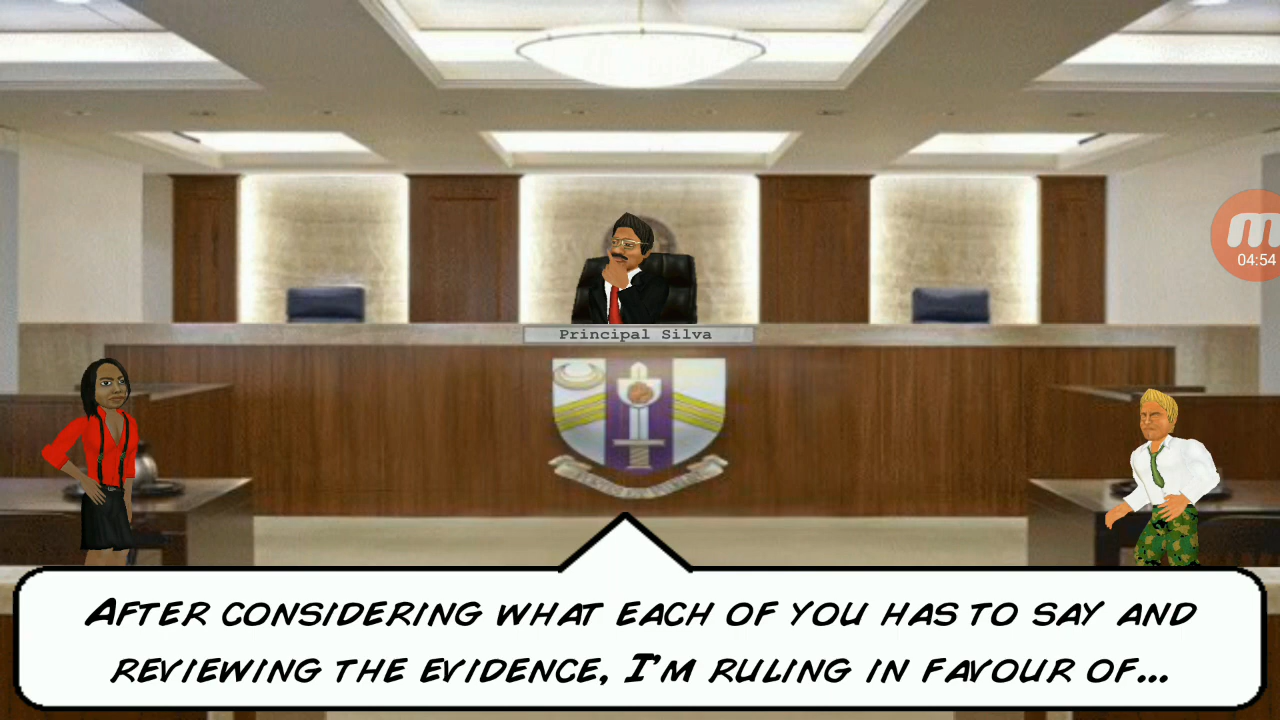 m
04:54
Principal Silva
AFTER CONSIDERING WHAT EACH OF YOU HAS TO SAY AND
REVIEWING THE EVIDENCE, I'M RULING IN FAVOUR OF...